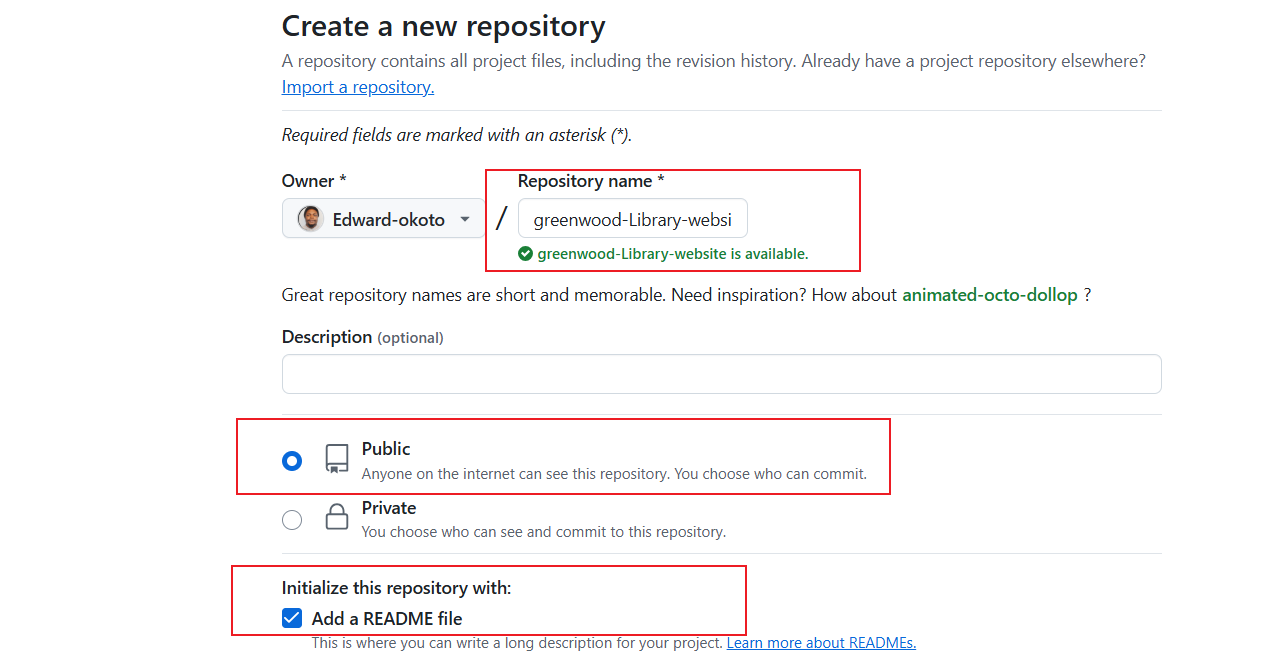 Create a new repository
A repository contains all project files, including the revision history. Already have a project repository elsewhere?
Import a repository.
Required fields are marked with an asterisk (*).
Owner *
Repository name *
Edward-okoto
/
greenwood-Library-websi
greenwood-Library-website is available.
Great repository names are short and memorable. Need inspiration? How about animated-octo-dollop ?
Description (optional)
Public
Anyone on the internet can see this repository. You choose who can commit.
Private
You choose who can see and commit to this repository.
Initialize this repository with:
Add a README file
This is where you can write a long description for your project. Learn more about READMEs.